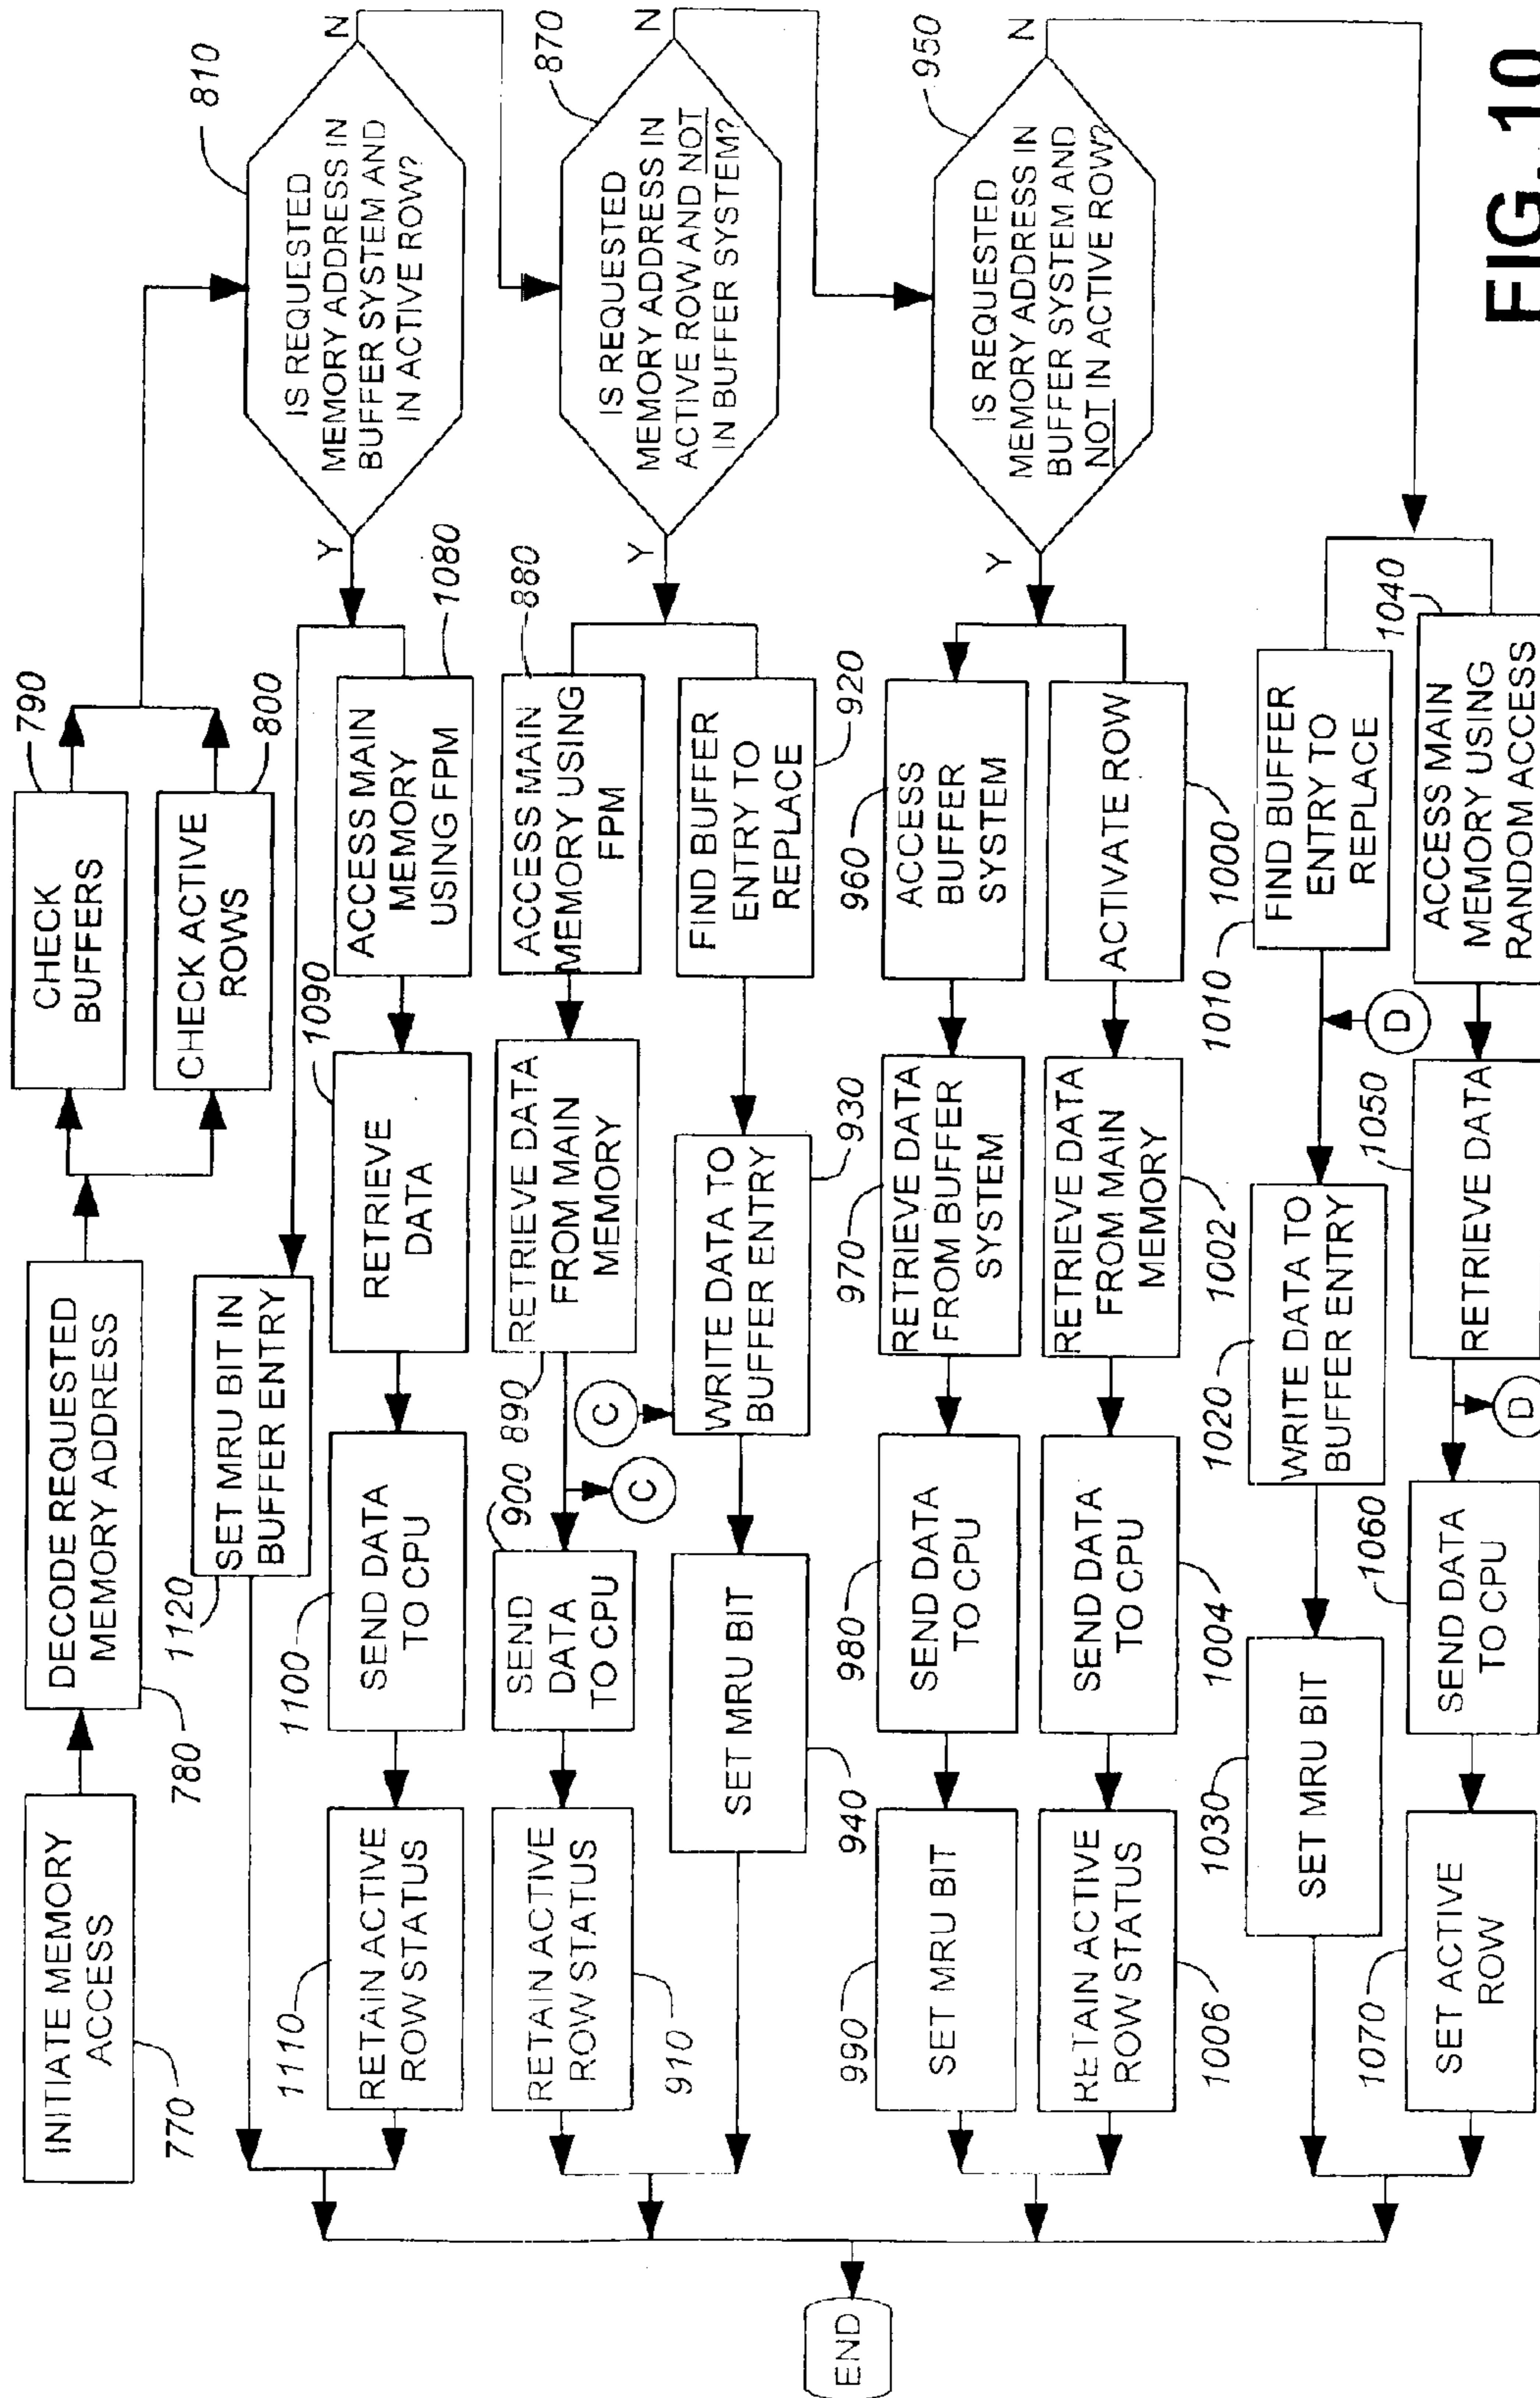 INITIATE MEMORY
ACCESS
770
DECODE REQUESTED
MEMORY ADDRESS
780
CHECK
BUFFERS
790
CHECK ACTIVE
ROWS
800
IS REQUESTED
MEMORY ADDRESS IN
BUFFER SYSTEM AND
IN ACTIVE ROW?
810
N
Y
SET MRU BIT IN
BUFFER ENTRY
1120
ACCESS MAIN
MEMORY
USING FPM
1080
RETRIEVE
DATA
1090
SEND DATA
TO CPU
1100
RETAIN ACTIVE
ROW STATUS
1110
IS REQUESTED
MEMORY ADDRESS IN
ACTIVE ROW AND NOT
IN BUFFER SYSTEM?
870
N
Y
ACCESS MAIN
MEMORY USING
FPM
880
RETRIEVE DATA
FROM MAIN
MEMORY
890
C
SEND
DATA
TO CPU
900
RETAIN ACTIVE
ROW STATUS
910
FIND BUFFER
ENTRY TO
REPLACE
920
C
WRITE DATA TO
BUFFER ENTRY
930
SET MRU BIT
940
IS REQUESTED
MEMORY ADDRESS IN
BUFFER SYSTEM AND
NOT IN ACTIVE ROW?
950
N
Y
ACCESS
BUFFER
SYSTEM
960
RETRIEVE DATA
FROM BUFFER
SYSTEM
970
SEND DATA
TO CPU
980
SET MRU BIT
990
ACTIVATE ROW
1000
RETRIEVE DATA
FROM MAIN
MEMORY
1002
SEND DATA
TO CPU
1004
RETAIN ACTIVE
ROW STATUS
1006
FIND BUFFER
ENTRY TO
REPLACE
1010
D
WRITE DATA TO
BUFFER ENTRY
1020
SET MRU BIT
1030
ACCESS MAIN
MEMORY USING
RANDOM ACCESS
1040
RETRIEVE DATA
1050
D
SEND DATA
TO CPU
1060
SET ACTIVE
ROW
1070
END
FIG. 10